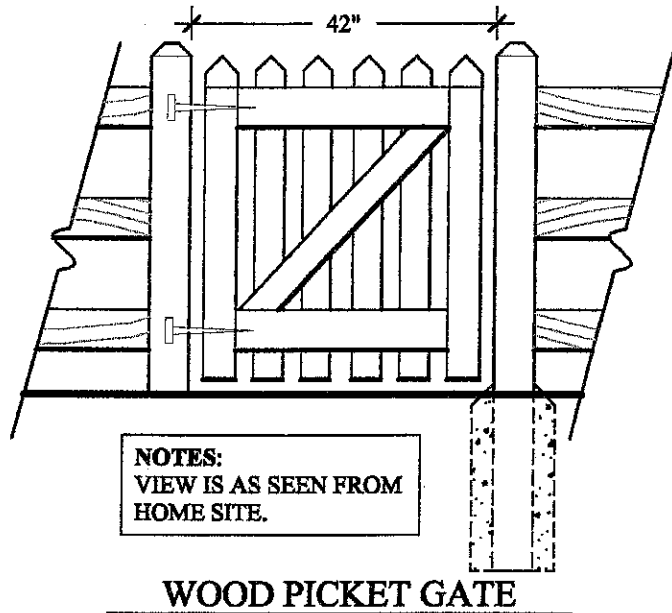 42"
NOTES:
VIEW IS AS SEEN FROM
HOME SITE.
WOOD PICKET GATE